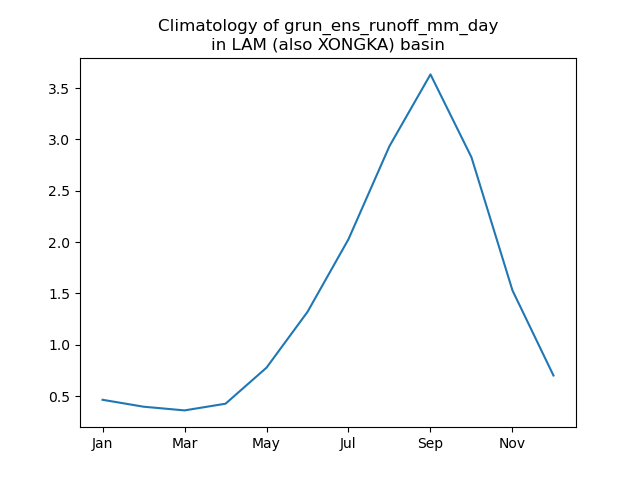 Climatology of grun_ens_runoff_mm_day
in LAM (also XONGKA) basin
3.5
3.0
2.5
2.0
1.5
1.0
0.5
Jan Mar May Jul Sep Nov